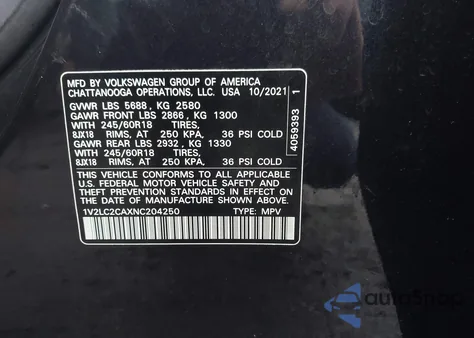 MFD BY VOLKSWAGEN GROUP OF AMERICA
CHATTANOOGA OPERATIONS, LLC. USA 10/2021
GVWR LBS 5688, KG 2580
GAWR FRONT LBS 2866, KG 1300
WITH 245/60R18 TIRES,
8JX18 RIMS, AT 250 KPA, 36 PSI COLD
GAWR REAR LBS 2932, KG 1330
WITH 245/60R18 TIRES,
8JX18 RIMS, AT 250 KPA, 36 PSI COLD
THIS VEHICLE CONFORMS TO ALL APPLICABLE
U.S. FEDERAL MOTOR VEHICLE SAFETY AND
THEFT PREVENTION STANDARDS IN EFFECT ON THE
DATE OF MANUFACTURE SHOWN ABOVE.
1V2LC2CAXNC204250 TYPE: MPV
4059393 1
autoSnap